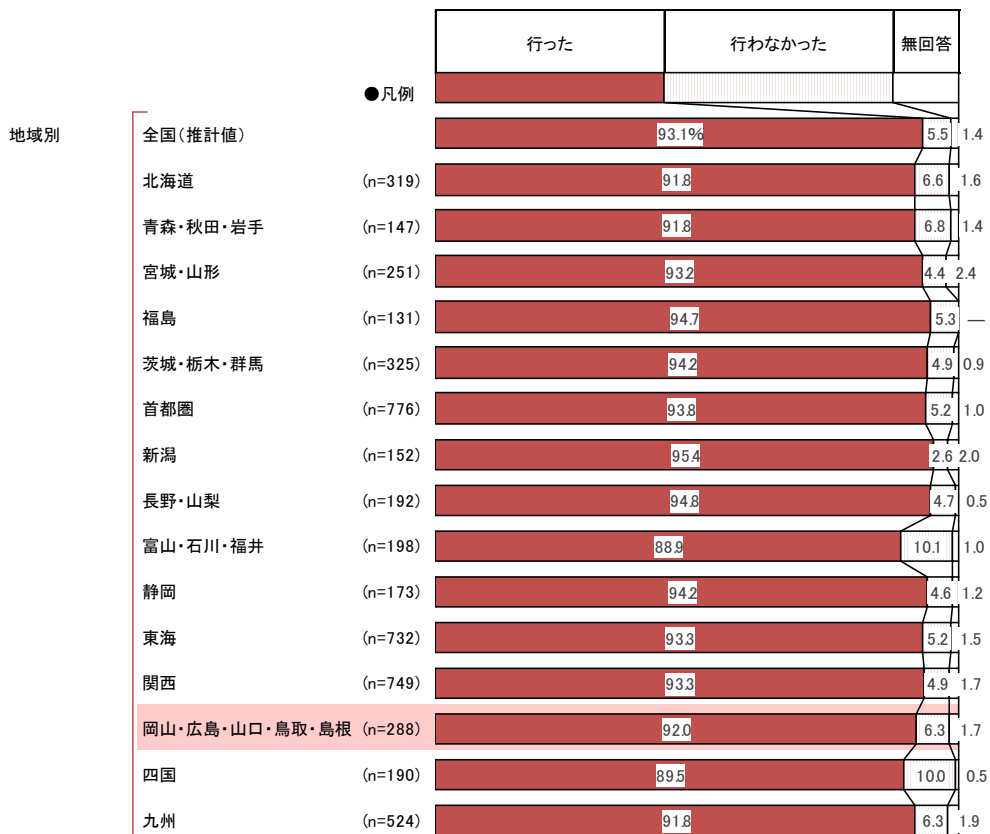 行った 行わなかった 無回答
●凡例
地域別 全国(推計値) 93.1% 5.5 1.4
北海道 (n=319) 91.8 6.6 1.6
青森・秋田・岩手 (n=147) 91.8 6.8 1.4
宮城・山形 (n=251) 93.2 4.4 2.4
福島 (n=131) 94.7 5.3 —
茨城・栃木・群馬 (n=325) 94.2 4.9 0.9
首都圏 (n=776) 93.8 5.2 1.0
新潟 (n=152) 95.4 2.6 2.0
長野・山梨 (n=192) 94.8 4.7 0.5
富山・石川・福井 (n=198) 88.9 10.1 1.0
静岡 (n=173) 94.2 4.6 1.2
東海 (n=732) 93.3 5.2 1.5
関西 (n=749) 93.3 4.9 1.7
岡山・広島・山口・鳥取・島根 (n=288) 92.0 6.3 1.7
四国 (n=190) 89.5 10.0 0.5
九州 (n=524) 91.8 6.3 1.9